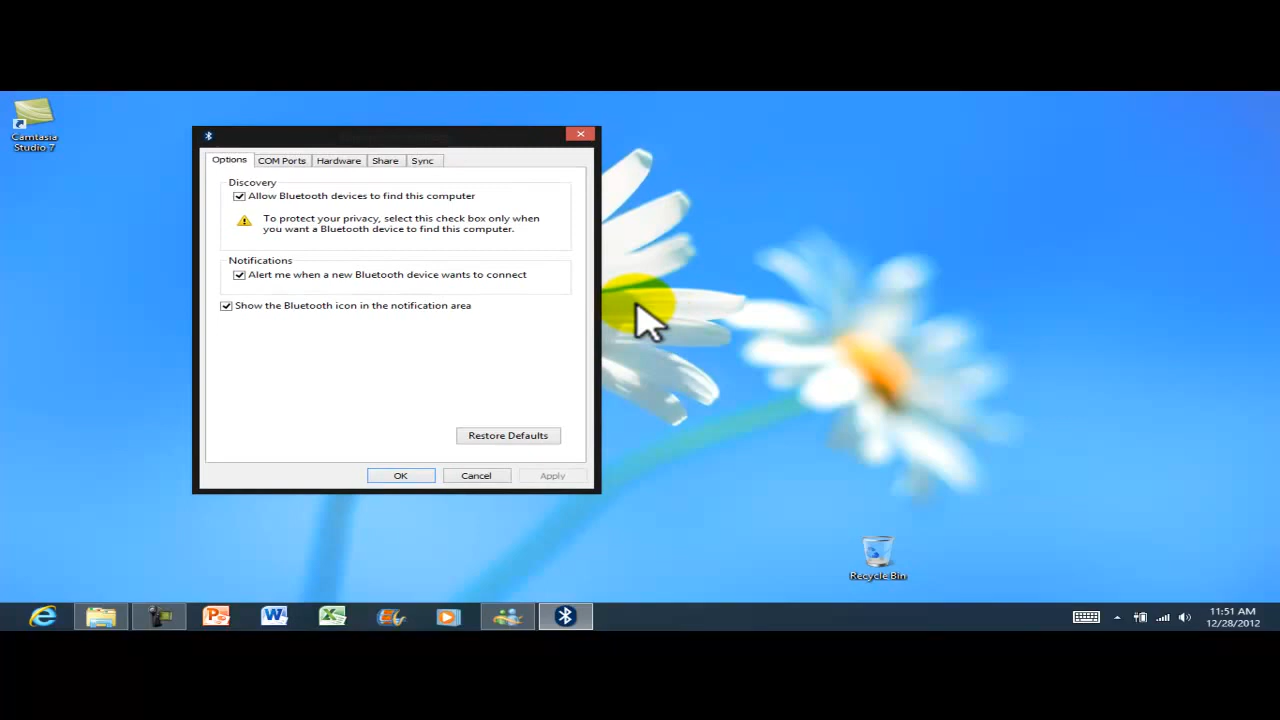 Camtasia
Studio 7
Options
COM Ports
Hardware
Share
Sync
Discovery
Allow Bluetooth devices to find this computer
To protect your privacy, select this check box only when
you want a Bluetooth device to find this computer.
Notifications
Alert me when a new Bluetooth device wants to connect
Show the Bluetooth icon in the notification area
Restore Defaults
OK
Cancel
Apply
Recycle Bin
11:51 AM
12/28/2012